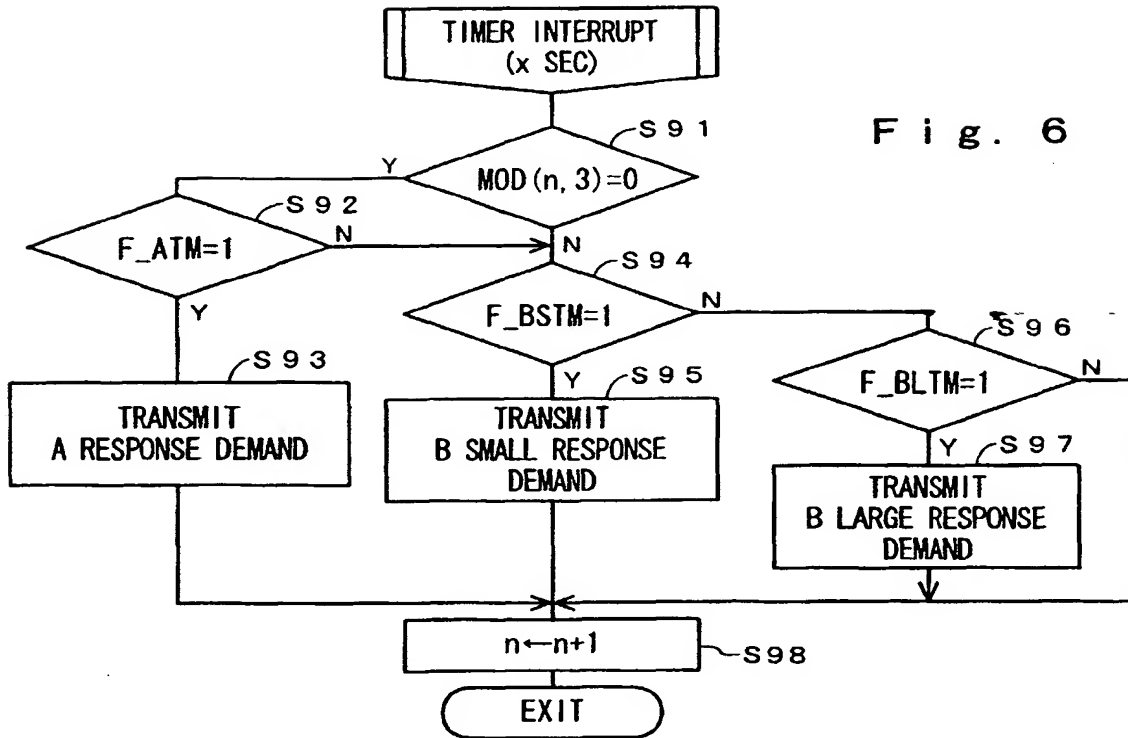 TIMER INTERRUPT
(x SEC)
Fig. 6
S91
Y
MOD(n,3)=0
S92
N
F_ATM=1
N
S94
Y
F_BSTM=1
N
S96
S93
Y
S95
F_BLTM=1
N
TRANSMIT
A RESPONSE DEMAND
TRANSMIT
B SMALL RESPONSE
DEMAND
Y
S97
TRANSMIT
B LARGE RESPONSE
DEMAND
n←n+1
S98
EXIT